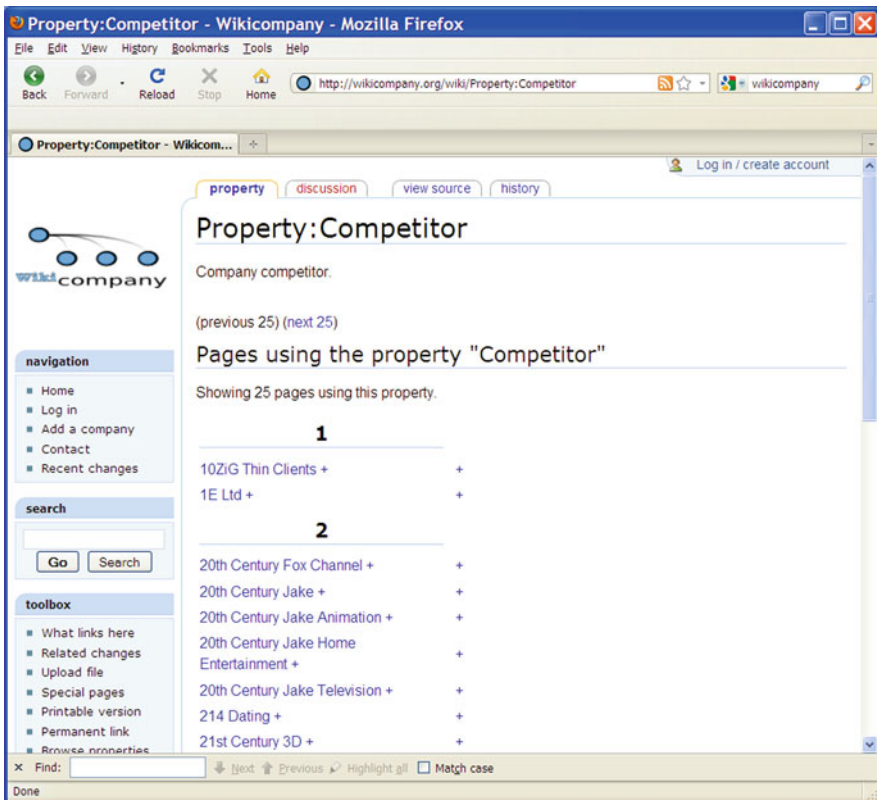 Property:Competitor - Wikicompany - Mozilla Firefox
File Edit View History Bookmarks Tools Help
Back Forward Reload Stop Home http://wikicompany.org/wiki/Property:Competitor wikicompany
Property:Competitor - Wikicom...
Log in / create account
property discussion view source history
wikicompany
Property:Competitor
Company competitor.
(previous 25) (next 25)
Pages using the property "Competitor"
Showing 25 pages using this property.
1
10ZiG Thin Clients + +
1E Ltd + +
2
20th Century Fox Channel + +
20th Century Jake + +
20th Century Jake Animation + +
20th Century Jake Home
Entertainment + +
20th Century Jake Television + +
214 Dating + +
21st Century 3D + +
navigation
Home
Log in
Add a company
Contact
Recent changes
search
Go Search
toolbox
What links here
Related changes
Upload file
Special pages
Printable version
Permanent link
Browse properties
× Find: Next Previous Highlight all Match case
Done